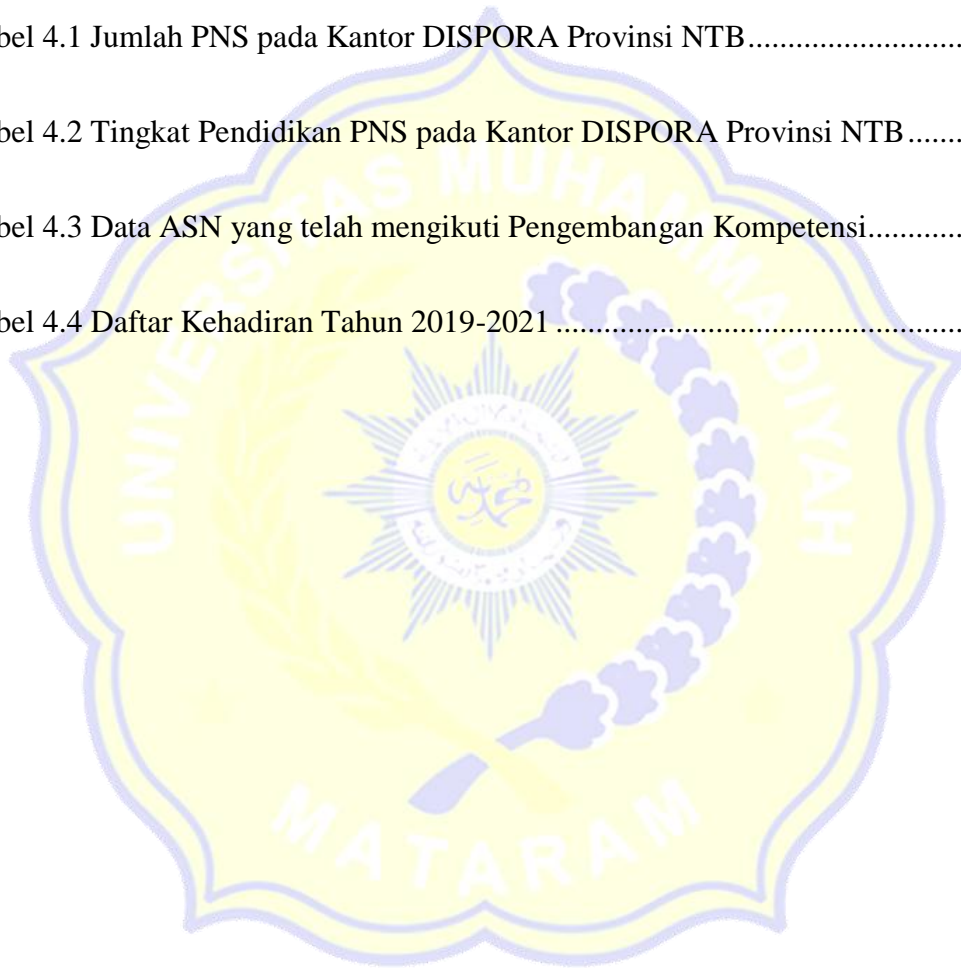 bel 4.1 Jumlah PNS pada Kantor DISPORA Provinsi NTB...........................
bel 4.2 Tingkat Pendidikan PNS pada Kantor DISPORA Provinsi NTB.......
bel 4.3 Data ASN yang telah mengikuti Pengembangan Kompetensi............
bel 4.4 Daftar Kehadiran Tahun 2019-2021...................................................
UNIVERSITAS MUHAMMADIYAH
MATARAM